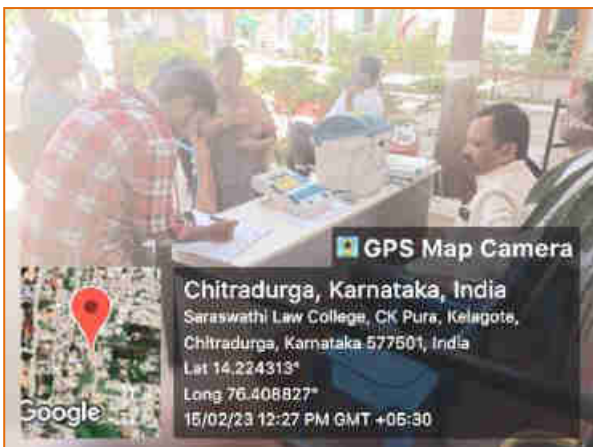 GPS Map Camera
Chitradurga, Karnataka, India
Saraswathi Law College, CK Pura, Kelagote,
Chitradurga, Karnataka 577501, India
Lat 14.224313°
Long 76.408827°
15/02/23 12:27 PM GMT +05:30
Google